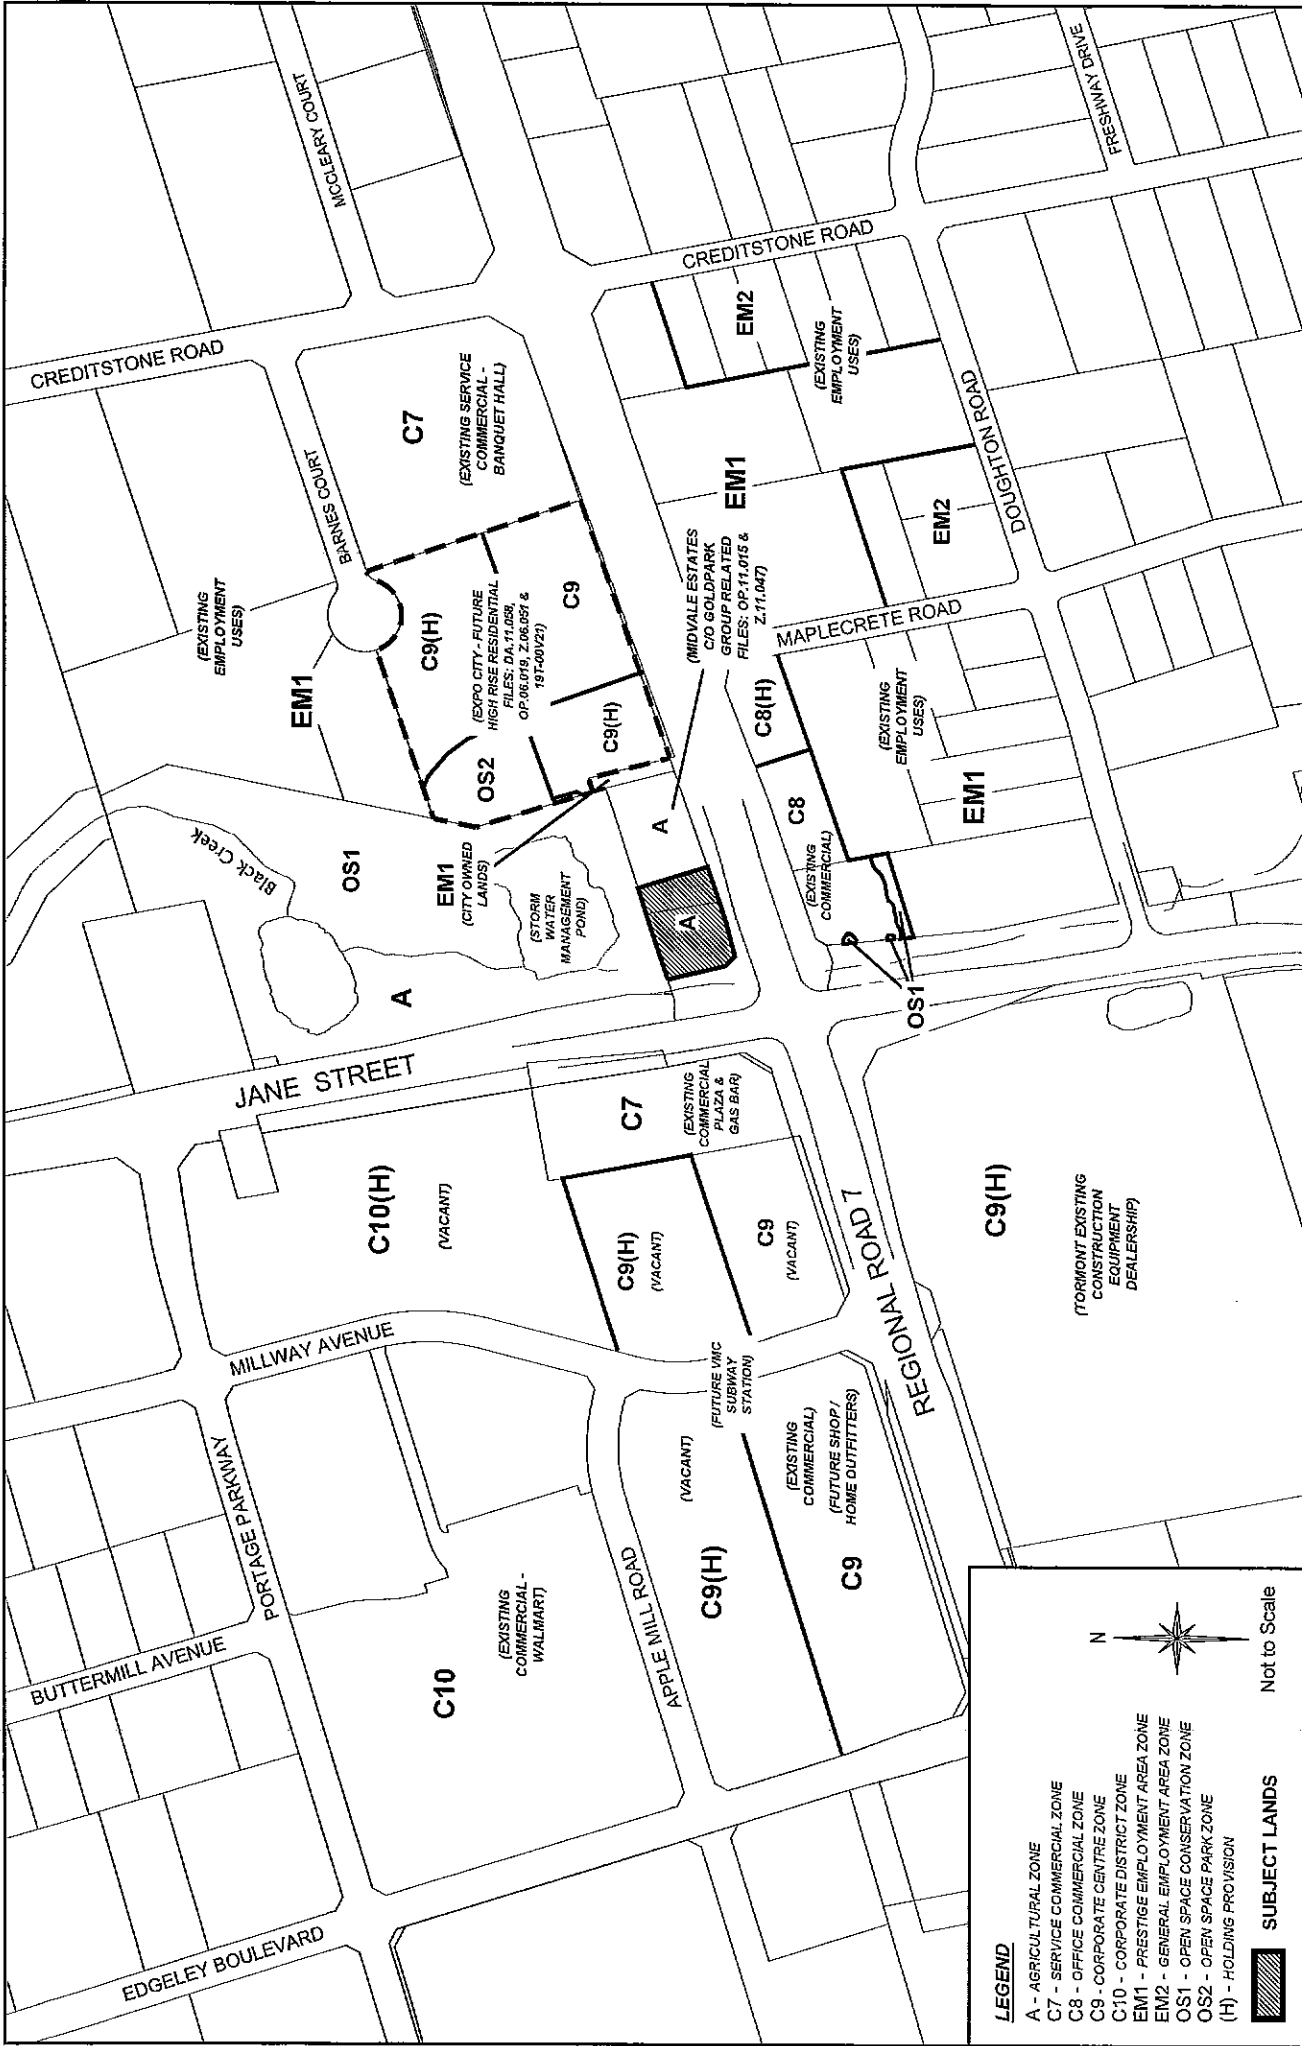 EDGELEY BOULEVARD
BUTTERMILL AVENUE
PORTAGE PARKWAY
MILLWAY AVENUE
C10
(EXISTING
COMMERCIAL -
WALMART)
APPLE MILL ROAD
C10(H)
(VACANT)
JANE STREET
C9(H)
(VACANT)
C9
(EXISTING
COMMERCIAL)
(FUTURE SHOP /
HOME OUTFITTERS)
(FUTURE VMC
SUBWAY
STATION)
C9(H)
(VACANT)
C9
(VACANT)
C7
(EXISTING
COMMERCIAL
PLAZA &
GAS BAR)
REGIONAL ROAD 7
C9(H)
(TORMONT EXISTING
CONSTRUCTION
EQUIPMENT
DEALERSHIP)
A
Black Creek
OS1
(STORM
WATER
MANAGEMENT
POND)
EM1
(CITY OWNED
LANDS)
A
A
OS2
C9(H)
C9(H)
C9
(EXPO CITY - FUTURE
HIGH RISE RESIDENTIAL
FILES: DA.11.058,
OP.06.019, Z.06.051 &
19T-00V21)
EM1
(EXISTING
EMPLOYMENT
USES)
BARNES COURT
CREDITSTONE ROAD
MCCLEARY COURT
C7
(EXISTING SERVICE
COMMERCIAL -
BANQUET HALL)
(MIDVALE ESTATES
C/O GOLDPARK
GROUP RELATED
FILES: OP.11.015 &
Z.11.047)
EM1
C8
(EXISTING
COMMERCIAL)
C8(H)
OS1
MAPLECRETE ROAD
(EXISTING
EMPLOYMENT
USES)
EM1
EM2
DOUGHTON ROAD
EM2
(EXISTING
EMPLOYMENT
USES)
CREDITSTONE ROAD
FRESHWAY DRIVE
LEGEND
A - AGRICULTURAL ZONE
C7 - SERVICE COMMERCIAL ZONE
C8 - OFFICE COMMERCIAL ZONE
C9 - CORPORATE CENTRE ZONE
C10 - CORPORATE DISTRICT ZONE
EM1 - PRESTIGE EMPLOYMENT AREA ZONE
EM2 - GENERAL EMPLOYMENT AREA ZONE
OS1 - OPEN SPACE CONSERVATION ZONE
OS2 - OPEN SPACE PARK ZONE
(H) - HOLDING PROVISION
SUBJECT LANDS
N
Not to Scale